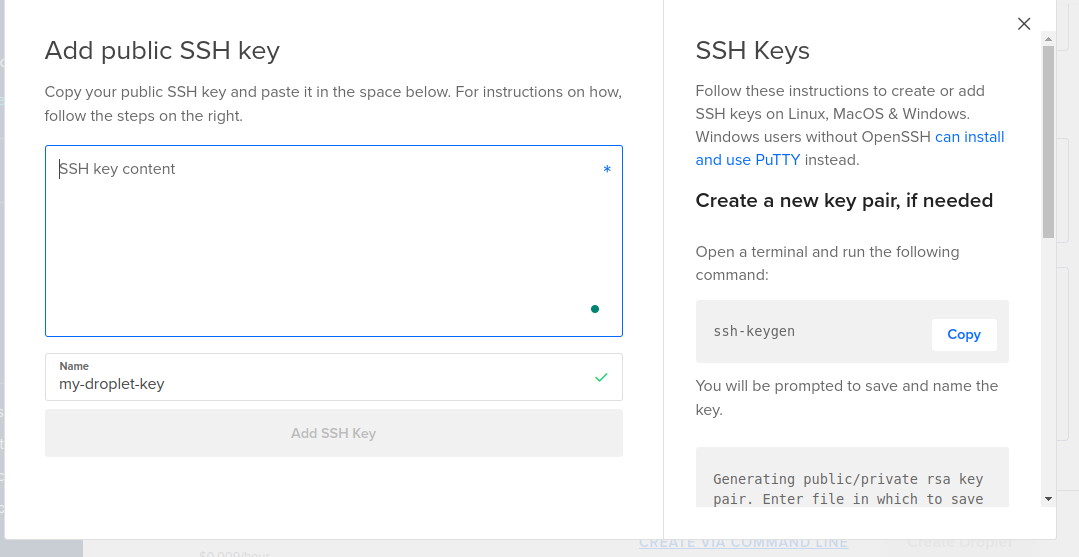 Add public SSH key
Copy your public SSH key and paste it in the space below. For instructions on how,
follow the steps on the right.
SSH key content
*
Name
my-droplet-key
Add SSH Key
SSH Keys
Follow these instructions to create or add
SSH keys on Linux, MacOS & Windows.
Windows users without OpenSSH can install
and use PuTTY instead.
Create a new key pair, if needed
Open a terminal and run the following
command:
ssh-keygen
Copy
You will be prompted to save and name the
key.
Generating public/private rsa key
pair. Enter file in which to save
$0.009/hour
CREATE VIA COMMAND LINE
Create Droplet